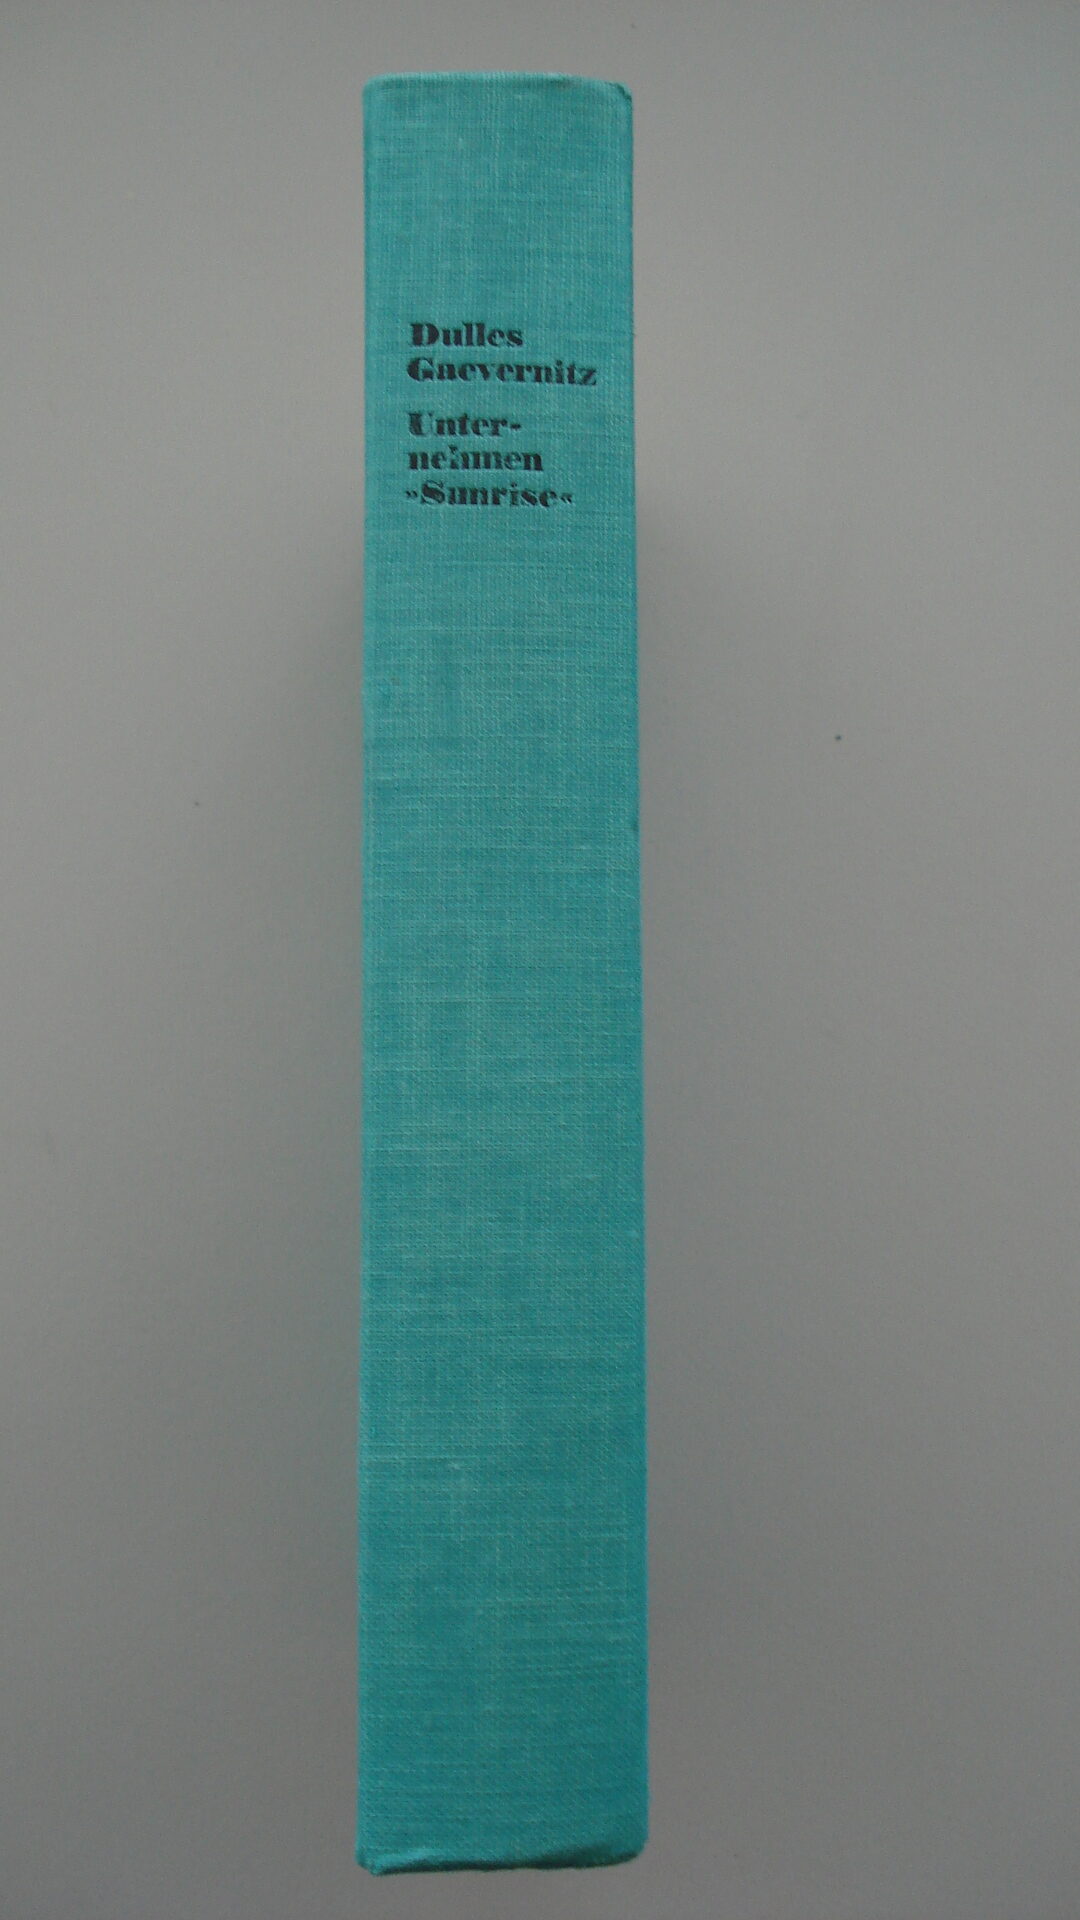 Dulles
Gaevernitz
Unter-
nehmen
»Sunrise«